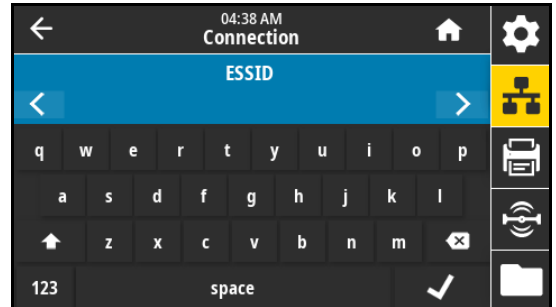 04:38 AM
Connection
ESSID
q w e r t y u i o p
a s d f g h j k l
z x c v b n m
123 space